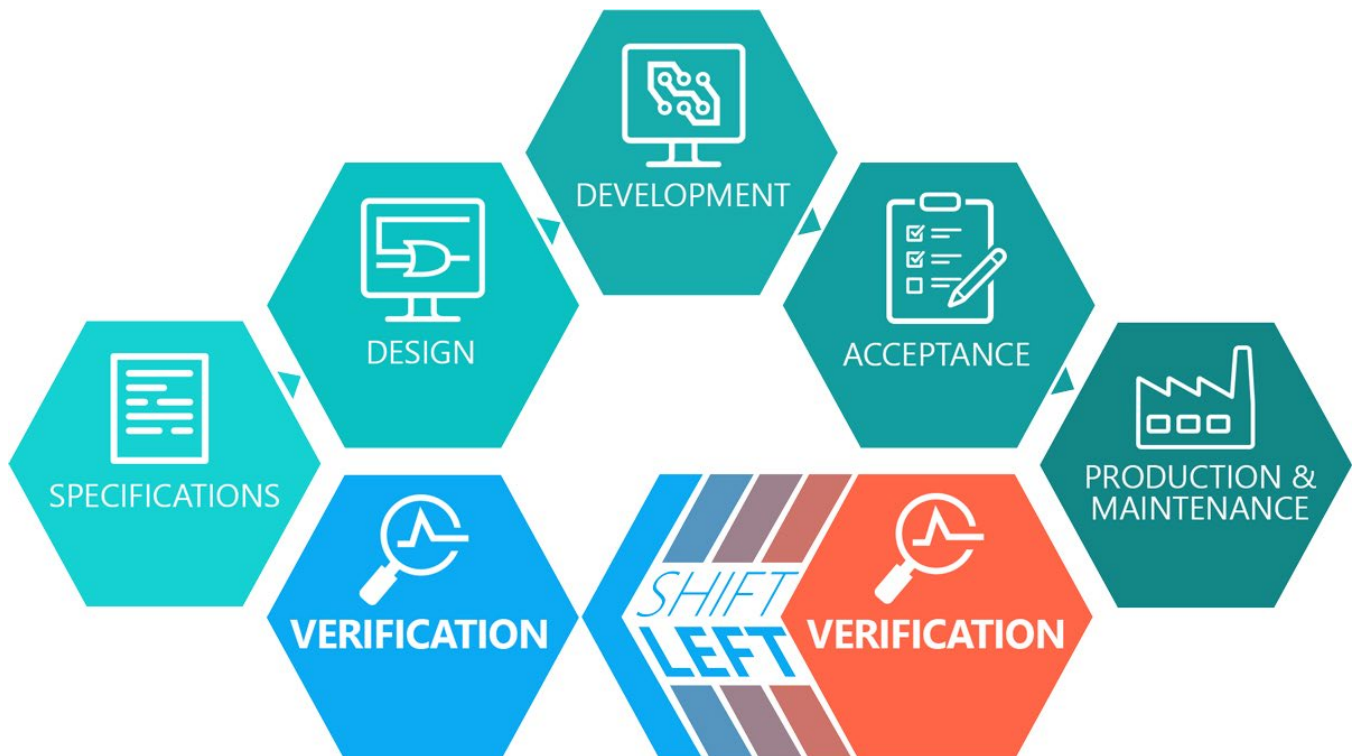 DEVELOPMENT
DESIGN
ACCEPTANCE
SPECIFICATIONS
PRODUCTION &
MAINTENANCE
VERIFICATION
SHIFT
LEFT
VERIFICATION